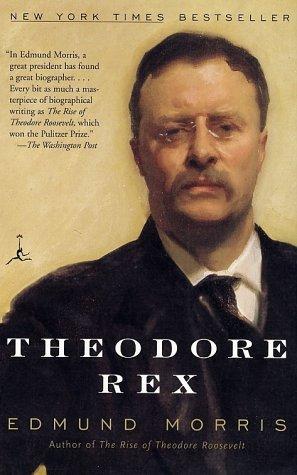 NEW YORK TIMES BESTSELLER
"In Edmund Morris, a
great president has found
a great biographer. . . .
Every bit as much a mas-
terpiece of biographical
writing as The Rise of
Theodore Roosevelt, which
won the Pulitzer Prize."
—The Washington Post
THEODORE
REX
EDMUND MORRIS
Author of The Rise of Theodore Roosevelt